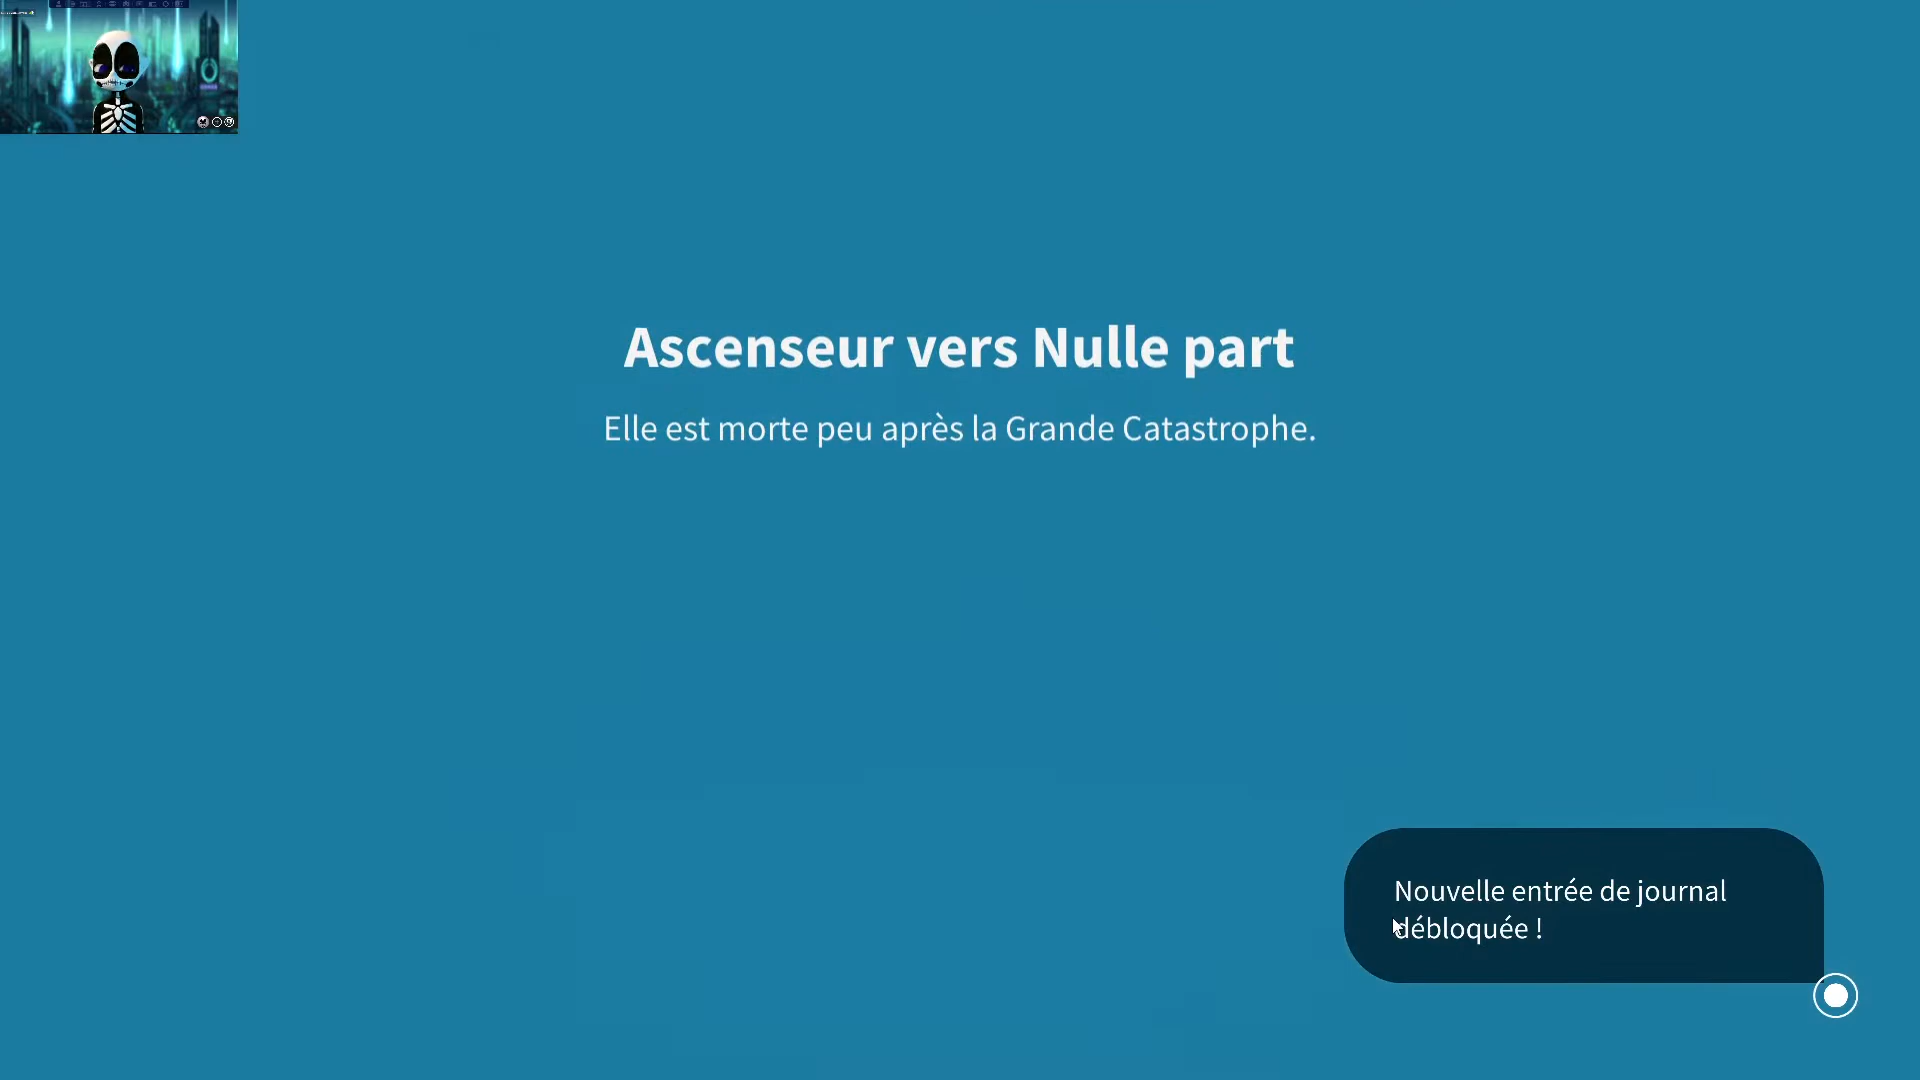 Ascenseur vers Nulle part
Elle est morte peu après la Grande Catastrophe.
Nouvelle entrée de journal
débloquée !